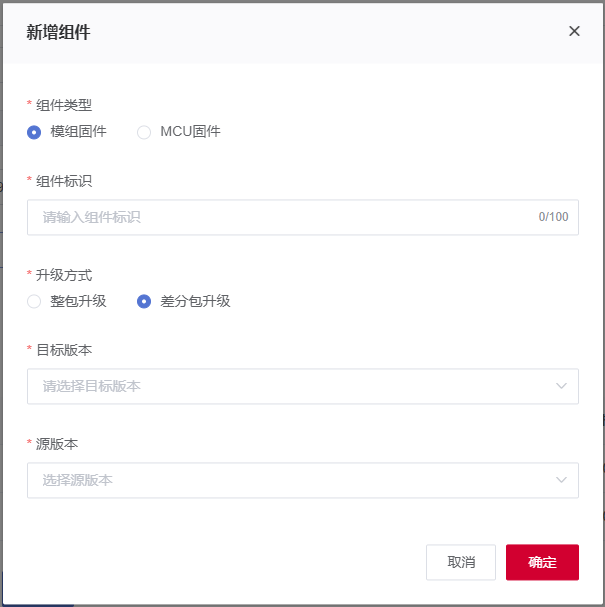 新增组件
* 组件类型
模组固件 MCU固件
* 组件标识
请输入组件标识 0/100
* 升级方式
整包升级 差分包升级
* 目标版本
请选择目标版本
* 源版本
选择源版本
取消 确定